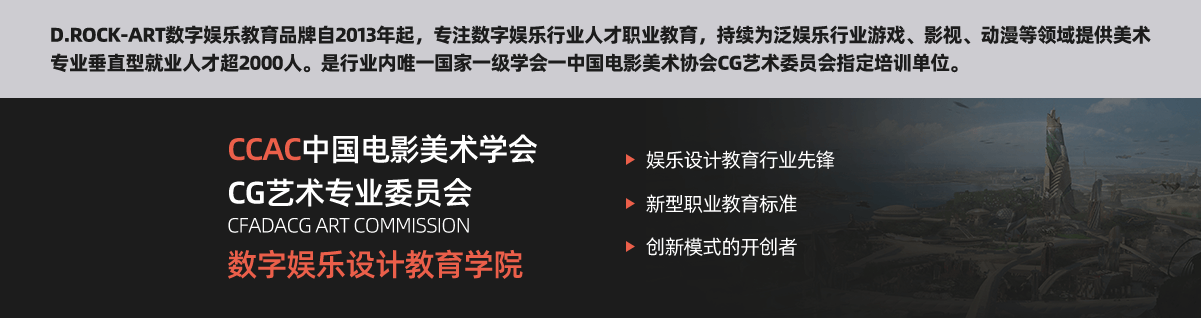 D.ROCK-ART数字娱乐教育品牌自2013年起，专注数字娱乐行业人才职业教育，持续为泛娱乐行业游戏、影视、动漫等领域提供美术
专业垂直型就业人才超2000人。是行业内唯一国家一级学会一中国电影美术协会CG艺术委员会指定培训单位。
CCAC中国电影美术学会
CG艺术专业委员会
CFADACG ART COMMISSION
数字娱乐设计教育学院
娱乐设计教育行业先锋
新型职业教育标准
创新模式的开创者